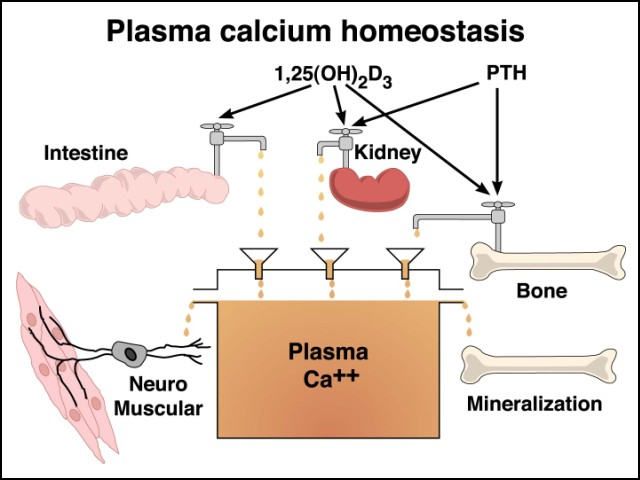 Plasma calcium homeostasis
1,25(OH)₂D₃
PTH
Intestine
Kidney
Bone
Plasma
Ca⁺⁺
Neuro
Muscular
Mineralization